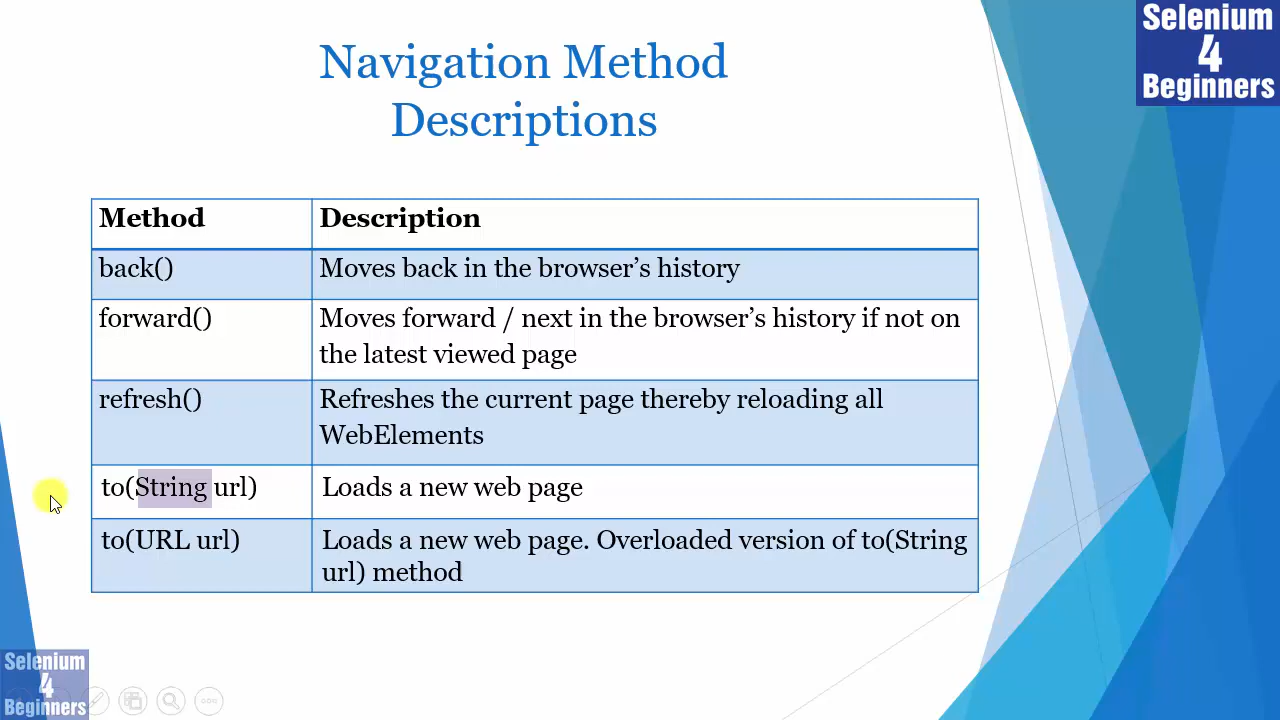 Selenium
4
Beginners
Navigation Method
Descriptions
Method Description
back() Moves back in the browser’s history
forward() Moves forward / next in the browser’s history if not on
the latest viewed page
refresh() Refreshes the current page thereby reloading all
WebElements
to(String url) Loads a new web page
to(URL url) Loads a new web page. Overloaded version of to(String
url) method
Selenium
4
Beginners